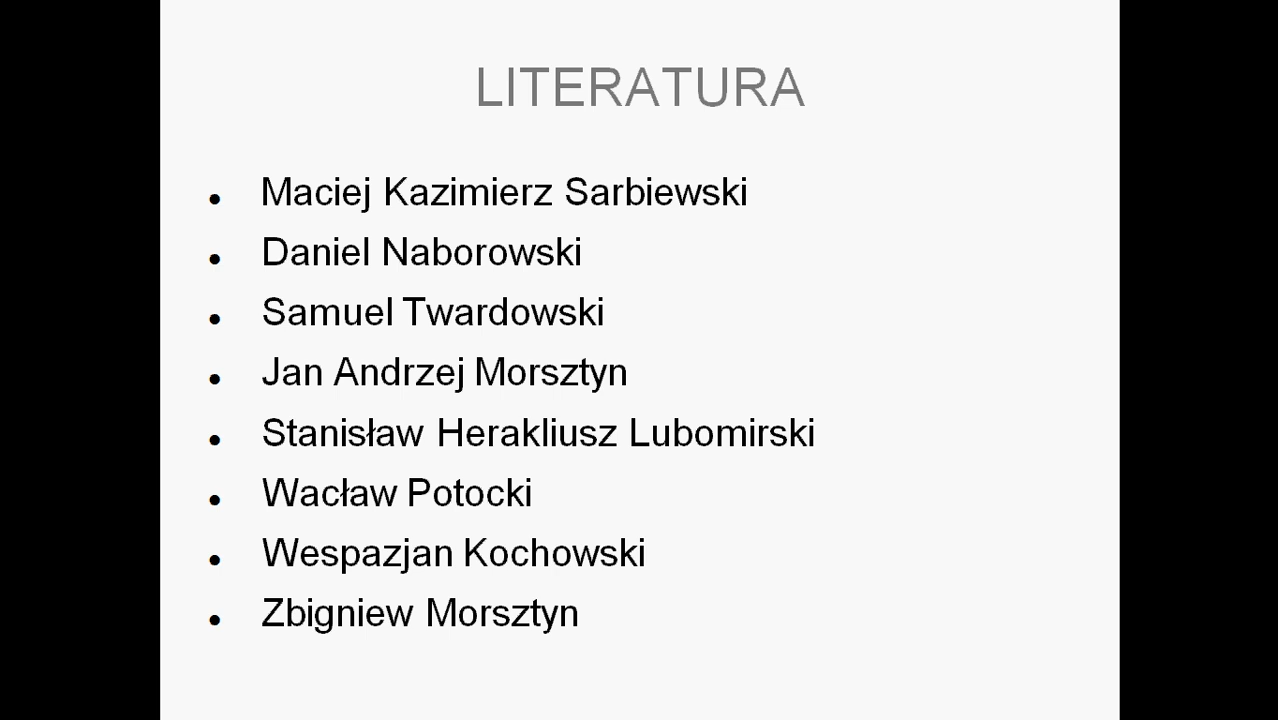 LITERATURA
Maciej Kazimierz Sarbiewski
Daniel Naborowski
Samuel Twardowski
Jan Andrzej Morsztyn
Stanisław Herakliusz Lubomirski
Wacław Potocki
Wespazjan Kochowski
Zbigniew Morsztyn